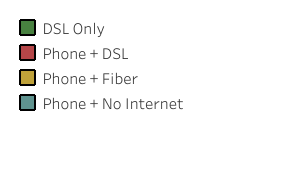 DSL Only
Phone + DSL
Phone + Fiber
Phone + No Internet